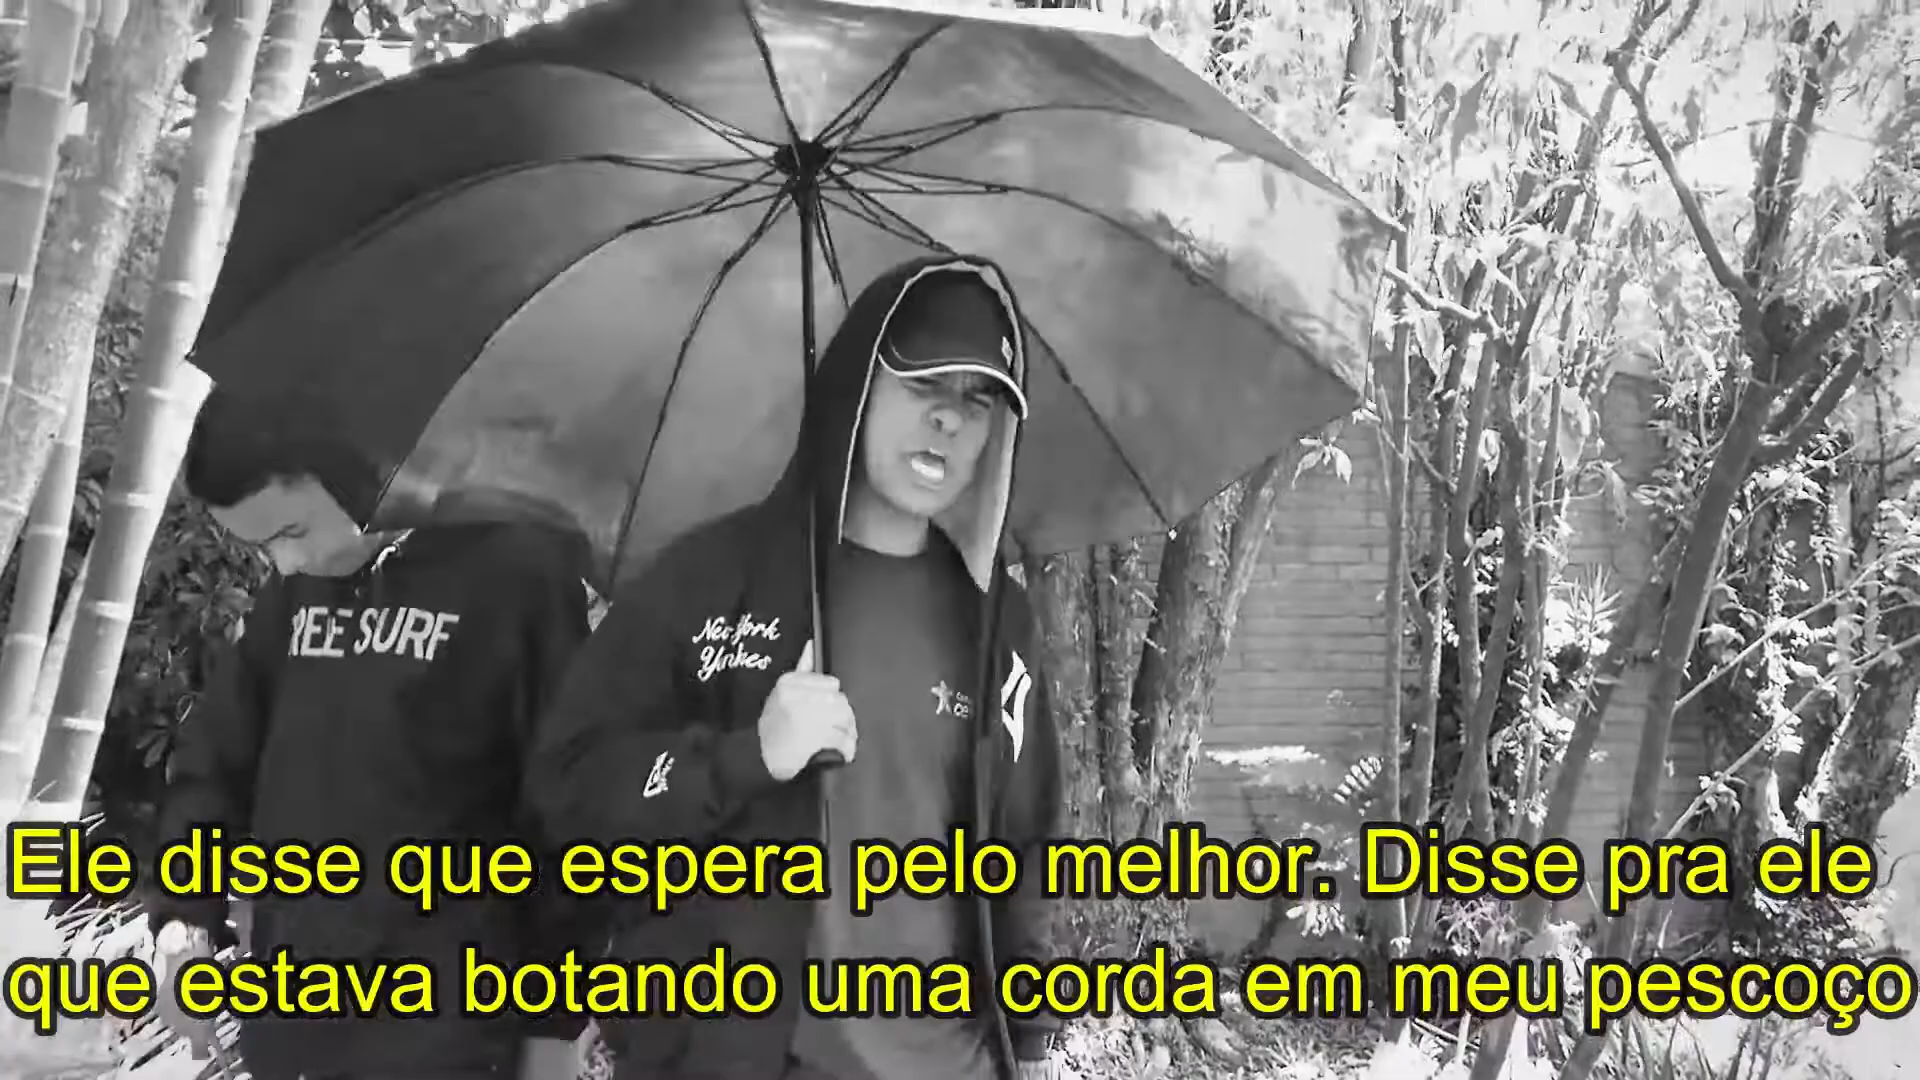 REE SURF
New York
Yankees
Ele disse que espera pelo melhor. Disse pra ele
que estava botando uma corda em meu pescoço